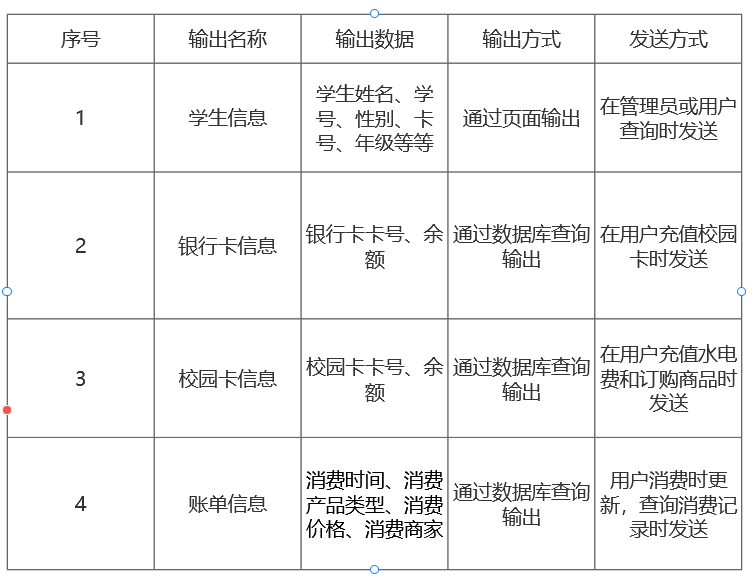 序号 输出名称 输出数据 输出方式 发送方式
1 学生信息 学生姓名、学
号、性别、卡
号、年级等等 通过页面输出 在管理员或用户
查询时发送
2 银行卡信息 银行卡卡号、余
额 通过数据库查询
输出 在用户充值校园
卡时发送
3 校园卡信息 校园卡卡号、余
额 通过数据库查询
输出 在用户充值水电
费和订购商品时
发送
4 账单信息 消费时间、消费
产品类型、消费
价格、消费商家 通过数据库查询
输出 用户消费时更
新，查询消费记
录时发送